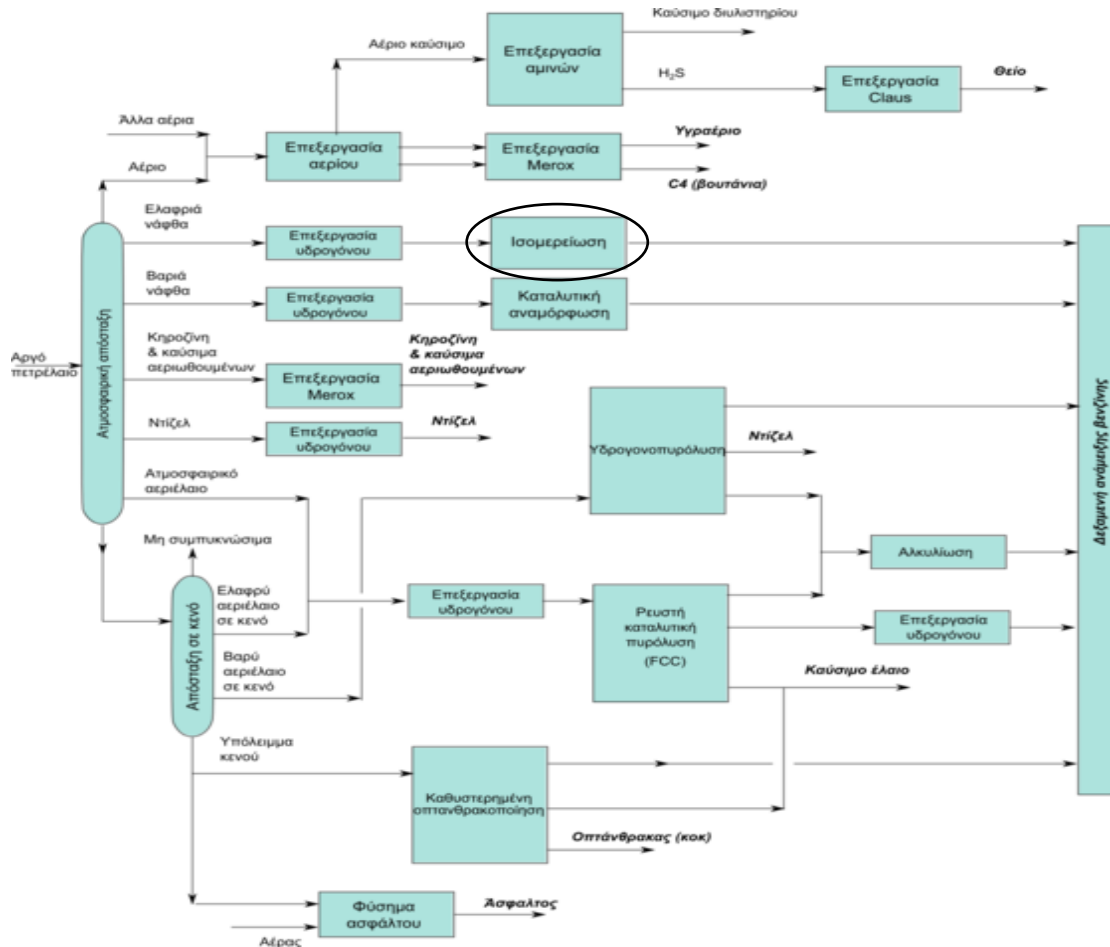 Καύσιμο διυλιστηρίου
Αέριο καύσιμο
Επεξεργασία
αμινών
H₂S
Επεξεργασία
Claus
Θείο
Άλλα αέρια
Αέριο
Επεξεργασία
αερίου
Επεξεργασία
Merox
Υγραέριο
C4 (βουτάνια)
Ελαφριά
νάφθα
Επεξεργασία
υδρογόνου
Ισομερείωση
Βαριά
νάφθα
Επεξεργασία
υδρογόνου
Καταλυτική
αναμόρφωση
Αργό
πετρέλαιο
Ατμοσφαιρική απόσταξη
Κηροζίνη
& καύσιμα
αεριωθουμένων
Επεξεργασία
Merox
Κηροζίνη
& καύσιμα
αεριωθουμένων
Ντίζελ
Επεξεργασία
υδρογόνου
Ντίζελ
Υδρογονοπυρόλυση
Ντίζελ
Δεξαμενή ανάμειξης βενζίνης
Ατμοσφαιρικό
αεριέλαιο
Μη συμπυκνώσιμα
Αλκυλίωση
Απόσταξη σε κενό
Ελαφρύ
αεριέλαιο
σε κενό
Επεξεργασία
υδρογόνου
Ρευστή
καταλυτική
πυρόλυση
(FCC)
Επεξεργασία
υδρογόνου
Βαρύ
αεριέλαιο
σε κενό
Καύσιμο έλαιο
Υπόλειμμα
κενού
Καθυστερημένη
οπτανθρακοποίηση
Οπτάνθρακας (κοκ)
Φύσημα
ασφάλτου
Άσφαλτος
Αέρας